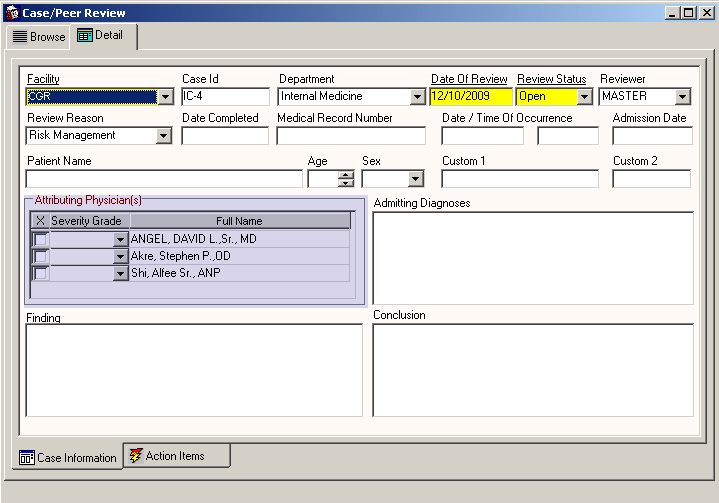 Case/Peer Review
Browse Detail
Facility Case Id Department Date Of Review Review Status Reviewer
CGR IC-4 Internal Medicine 12/10/2009 Open MASTER
Review Reason Date Completed Medical Record Number Date / Time Of Occurrence Admission Date
Risk Management
Patient Name Age Sex Custom 1 Custom 2
Attributing Physician(s) Admitting Diagnoses
X Severity Grade Full Name
ANGEL, DAVID L.,Sr., MD
Akre, Stephen P.,OD
Shi, Alfee Sr., ANP
Finding Conclusion
Case Information Action Items